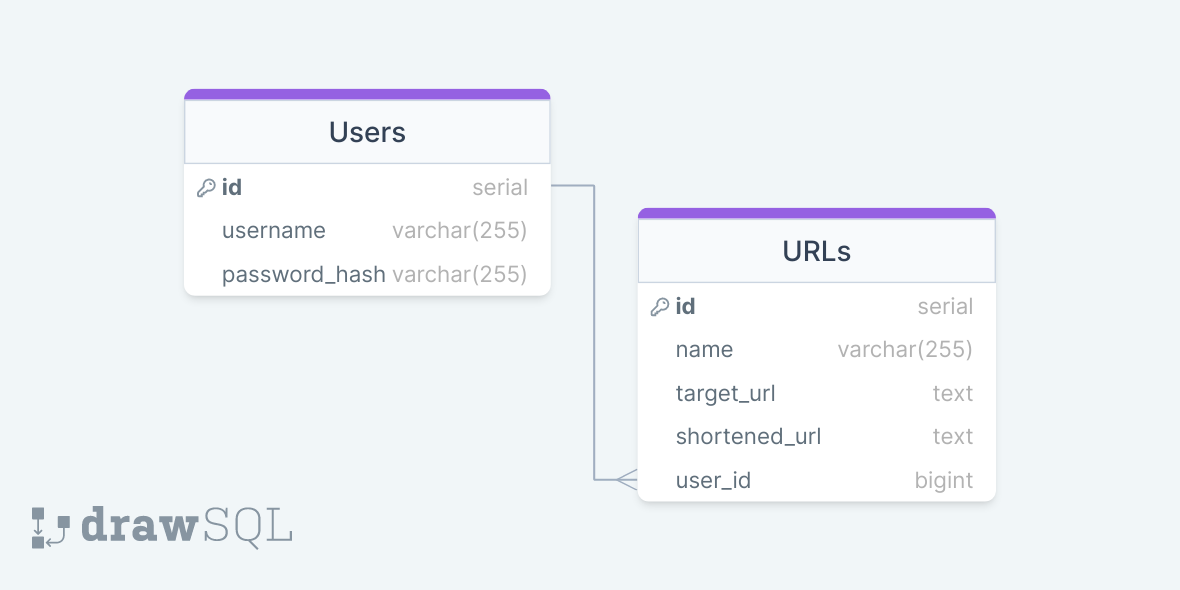 Users
id serial
username varchar(255)
password_hash varchar(255)
URLs
id serial
name varchar(255)
target_url text
shortened_url text
user_id bigint
drawSQL